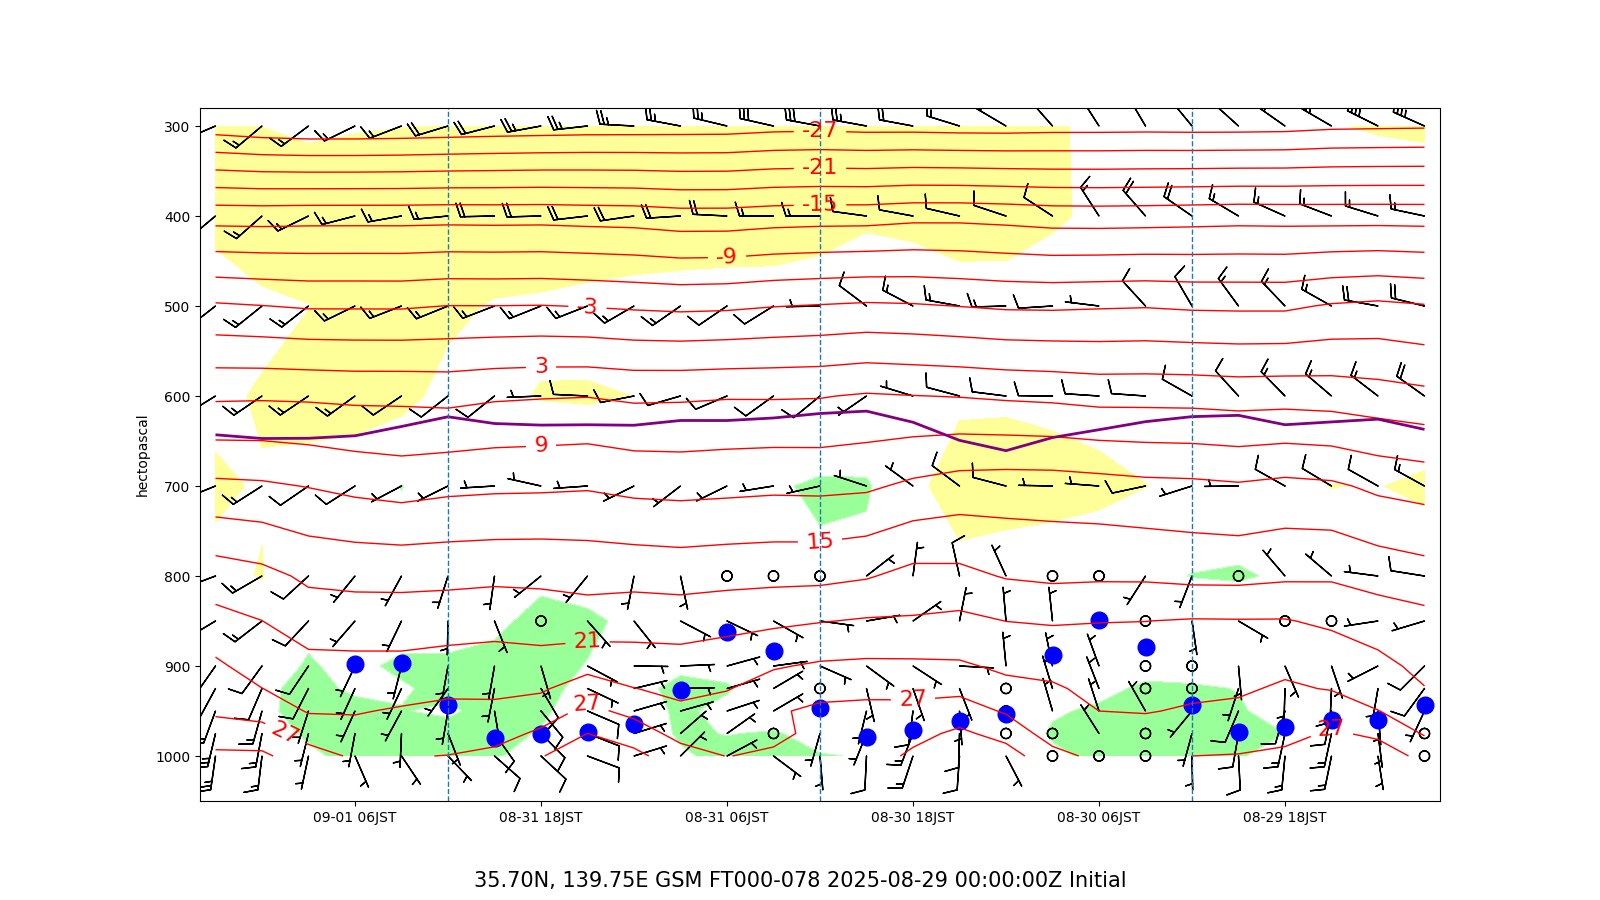 300
-27
-21
-15
400
-9
-3
500
3
600
9
hectopascal
700
15
800
21
900
27
27
27
27
1000
09-01 06JST
08-31 18JST
08-31 06JST
08-30 18JST
08-30 06JST
08-29 18JST
35.70N, 139.75E GSM FT000-078 2025-08-29 00:00:00Z Initial